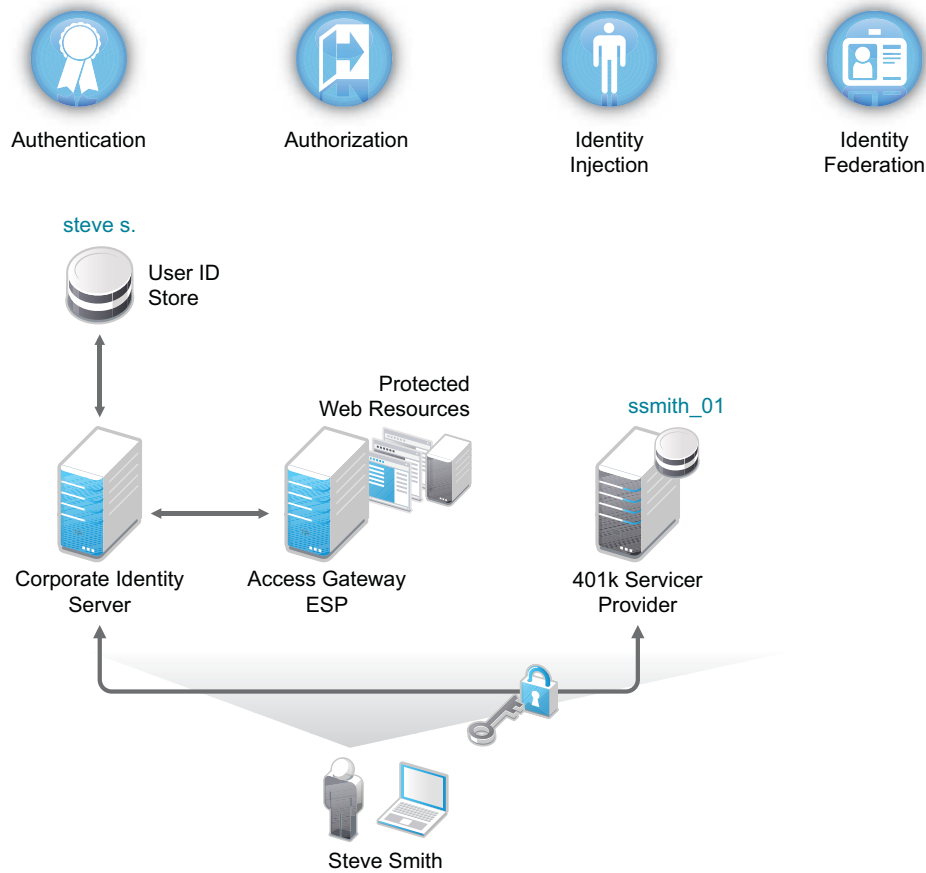 Authentication
Authorization
Identity
Injection
Identity
Federation
steve s.
User ID
Store
Protected
Web Resources
ssmith_01
Corporate Identity
Server
Access Gateway
ESP
401k Servicer
Provider
Steve Smith